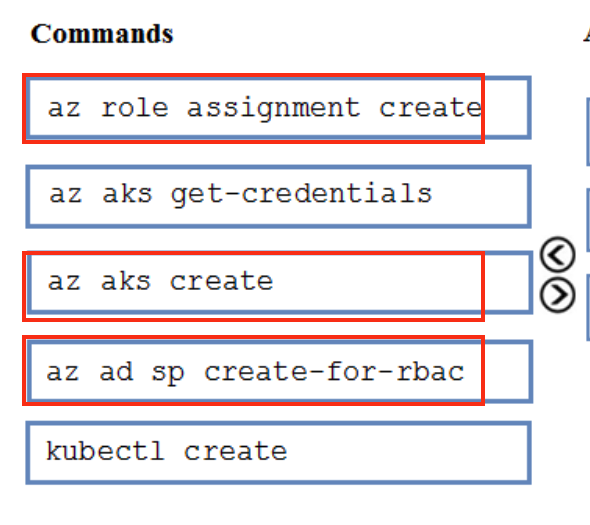 Commands
az role assignment create
az aks get-credentials
az aks create
az ad sp create-for-rbac
kubectl create